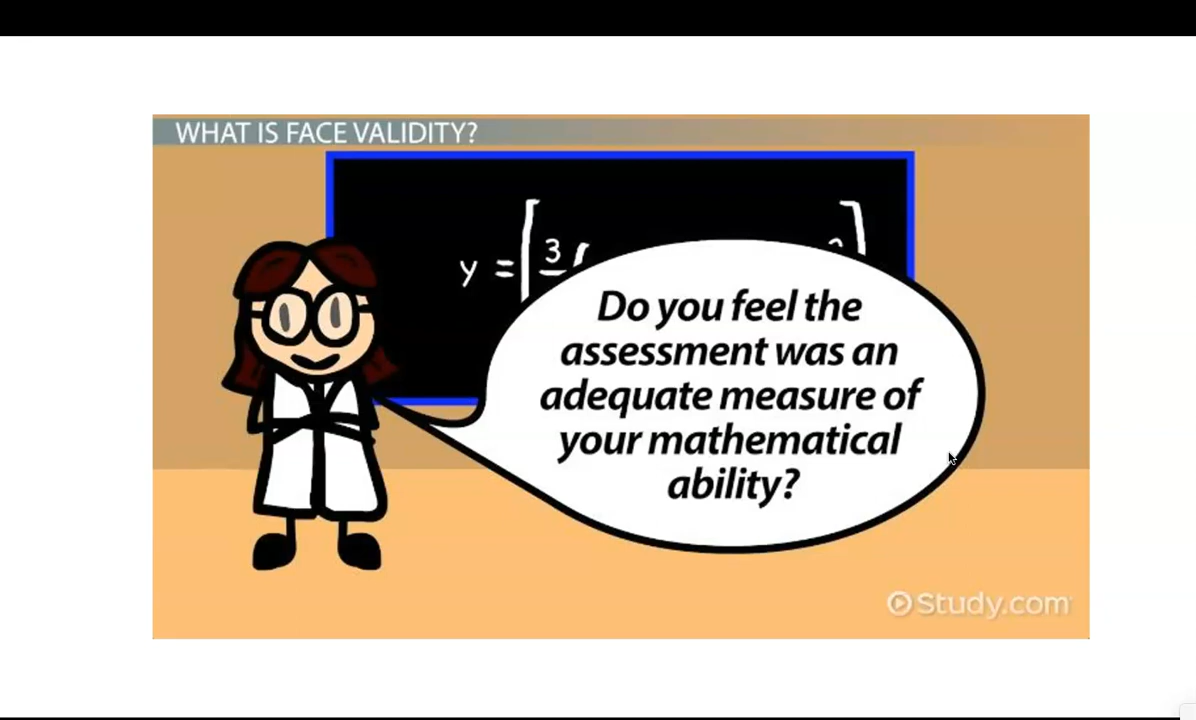 WHAT IS FACE VALIDITY?
y = [ 3
Do you feel the
assessment was an
adequate measure of
your mathematical
ability?
Study.com